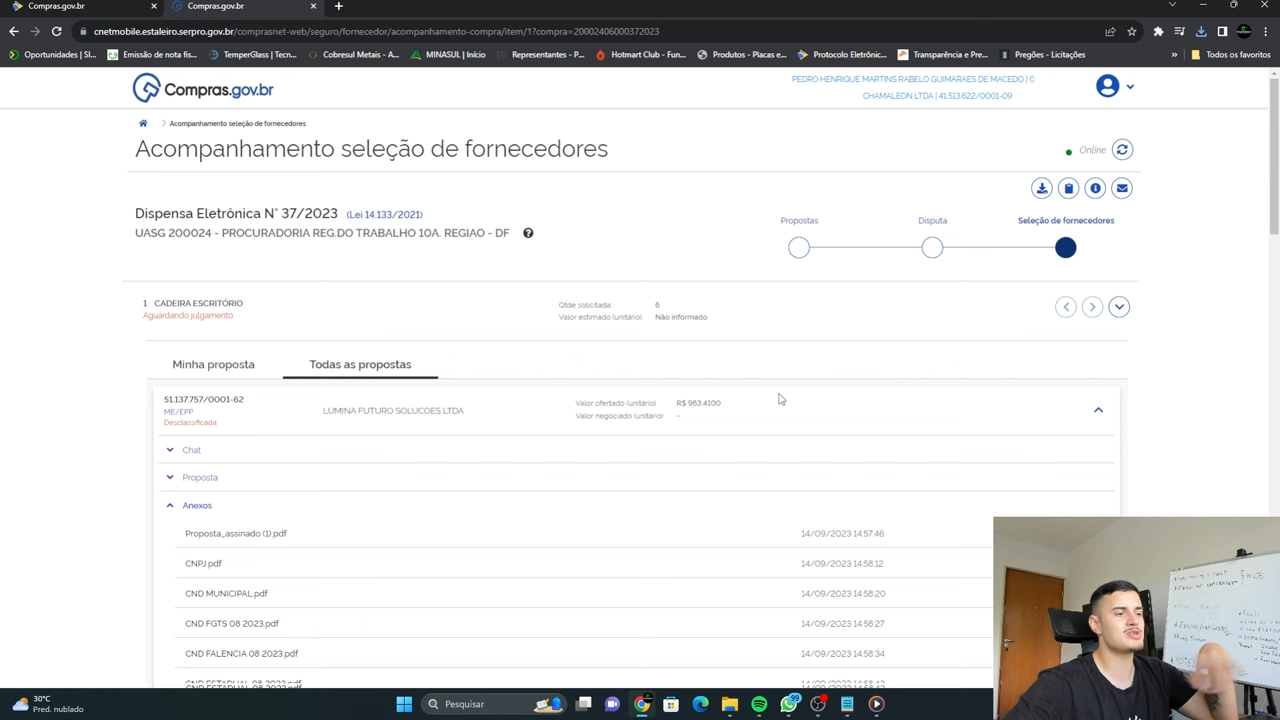 cnetmobile.estaleiro.serpro.gov.br/comprasnet-web/seguro/fornecedor/acompanhamento-compra/item/1?compra=20002406000372023
Oportunidades | Si...
Emissão de nota fis...
TemperGlass | Tecno...
Cobresul Metais - A...
MINASUL | Início
Representantes - P...
Hotmart Club - Fun...
Produtos – Placas e...
Protocolo Eletrônic...
Transparência e Pre...
Pregões - Licitações
Todos os favoritos
Compras.gov.br
PEDRO HENRIQUE MARTINS RABELO GUIMARAES DE MACEDO | C
CHAMALEON LTDA | 41.513.622/0001-09
Acompanhamento seleção de fornecedores
Acompanhamento seleção de fornecedores
Online
Dispensa Eletrônica N° 37/2023 (Lei 14.133/2021)
UASG 200024 - PROCURADORIA REG.DO TRABALHO 10A. REGIAO - DF
Propostas
Disputa
Seleção de fornecedores
1 CADEIRA ESCRITÓRIO
Aguardando julgamento
Qtde solicitada: 6
Valor estimado (unitário) Não informado
Minha proposta
Todas as propostas
51.137.757/0001-62
ME/EPP
Desclassificada
LUMINA FUTURO SOLUCOES LTDA
Valor ofertado (unitário) R$ 963,4100
Valor negociado (unitário) -
Chat
Proposta
Anexos
Proposta_assinado (1).pdf 14/09/2023 14:57:46
CNPJ.pdf 14/09/2023 14:58:12
CND MUNICIPAL.pdf 14/09/2023 14:58:20
CND FGTS 08 2023.pdf 14/09/2023 14:58:27
CND FALENCIA 08 2023.pdf 14/09/2023 14:58:34
CND ESTADUAL 08 2023.pdf
30°C
Pred. nublado
Pesquisar
99